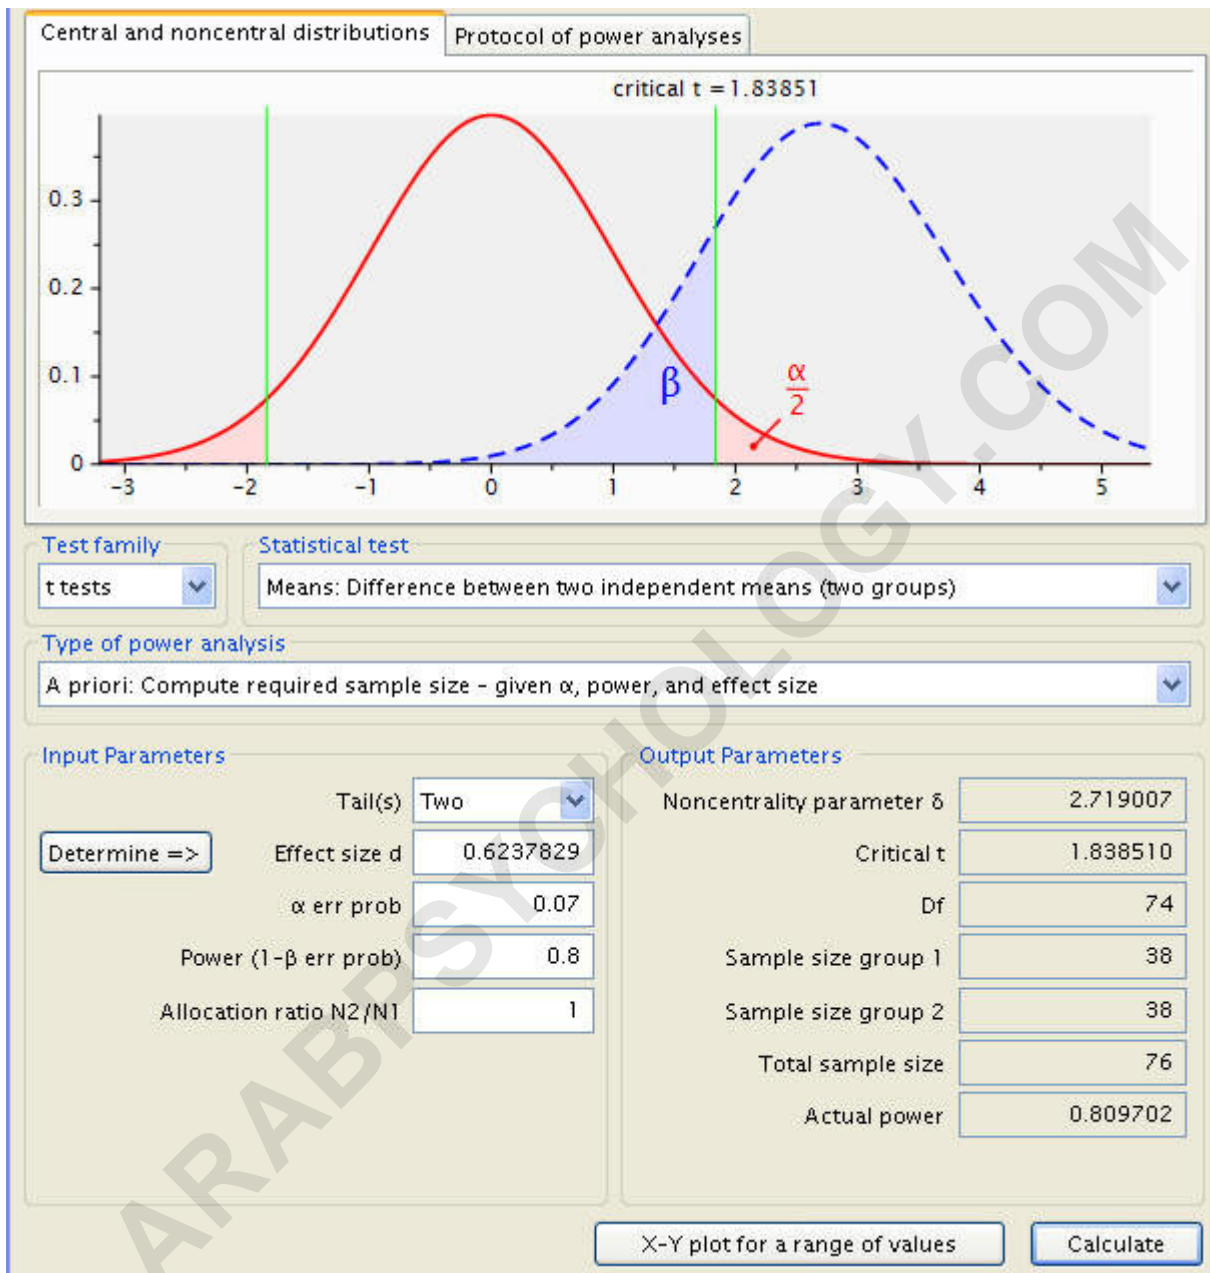 Central and noncentral distributions Protocol of power analyses
critical t = 1.83851
0.3
0.2
0.1
0
β
α
2
-3 -2 -1 0 1 2 3 4 5
Test family Statistical test
t tests Means: Difference between two independent means (two groups)
Type of power analysis
A priori: Compute required sample size – given α, power, and effect size
Input Parameters
Tail(s) Two
Determine => Effect size d 0.6237829
α err prob 0.07
Power (1-β err prob) 0.8
Allocation ratio N2/N1 1
Output Parameters
Noncentrality parameter δ 2.719007
Critical t 1.838510
Df 74
Sample size group 1 38
Sample size group 2 38
Total sample size 76
Actual power 0.809702
X-Y plot for a range of values Calculate
ARABPSYCHOLOGY.COM